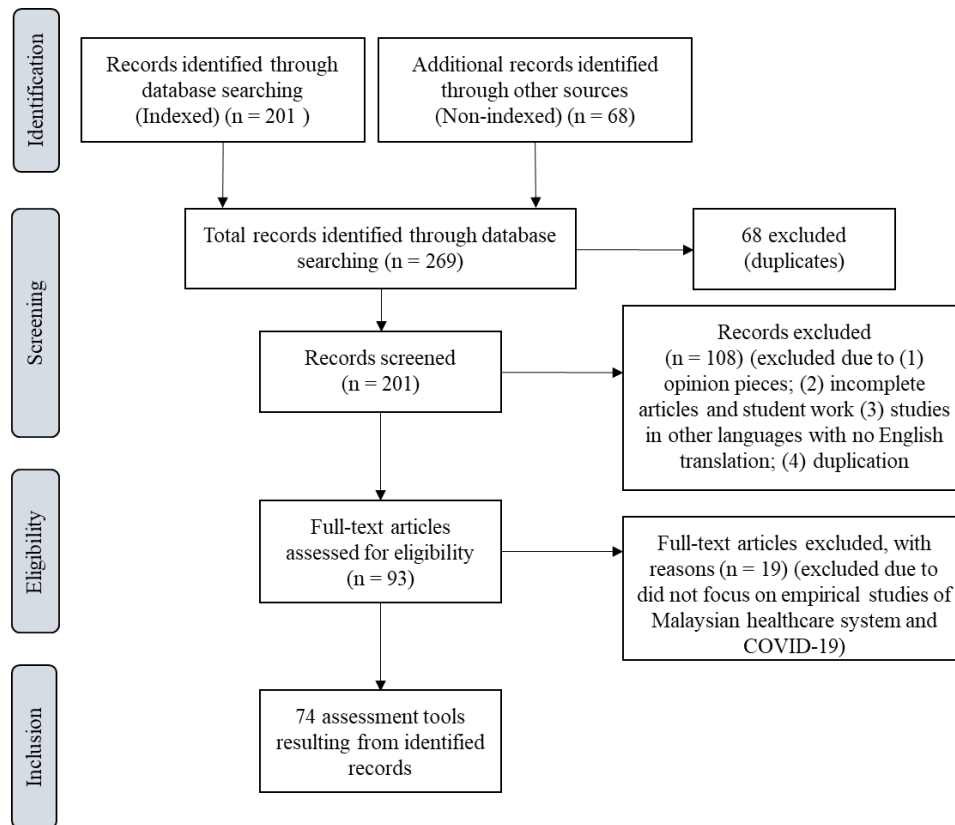 Identification
Records identified through
database searching
(Indexed) (n = 201 )
Additional records identified
through other sources
(Non-indexed) (n = 68)
Screening
Total records identified through database
searching (n = 269)
68 excluded
(duplicates)
Records screened
(n = 201)
Records excluded
(n = 108) (excluded due to (1)
opinion pieces; (2) incomplete
articles and student work (3) studies
in other languages with no English
translation; (4) duplication
Eligibility
Full-text articles
assessed for eligibility
(n = 93)
Full-text articles excluded, with
reasons (n = 19) (excluded due to
did not focus on empirical studies of
Malaysian healthcare system and
COVID-19)
Inclusion
74 assessment tools
resulting from identified
records